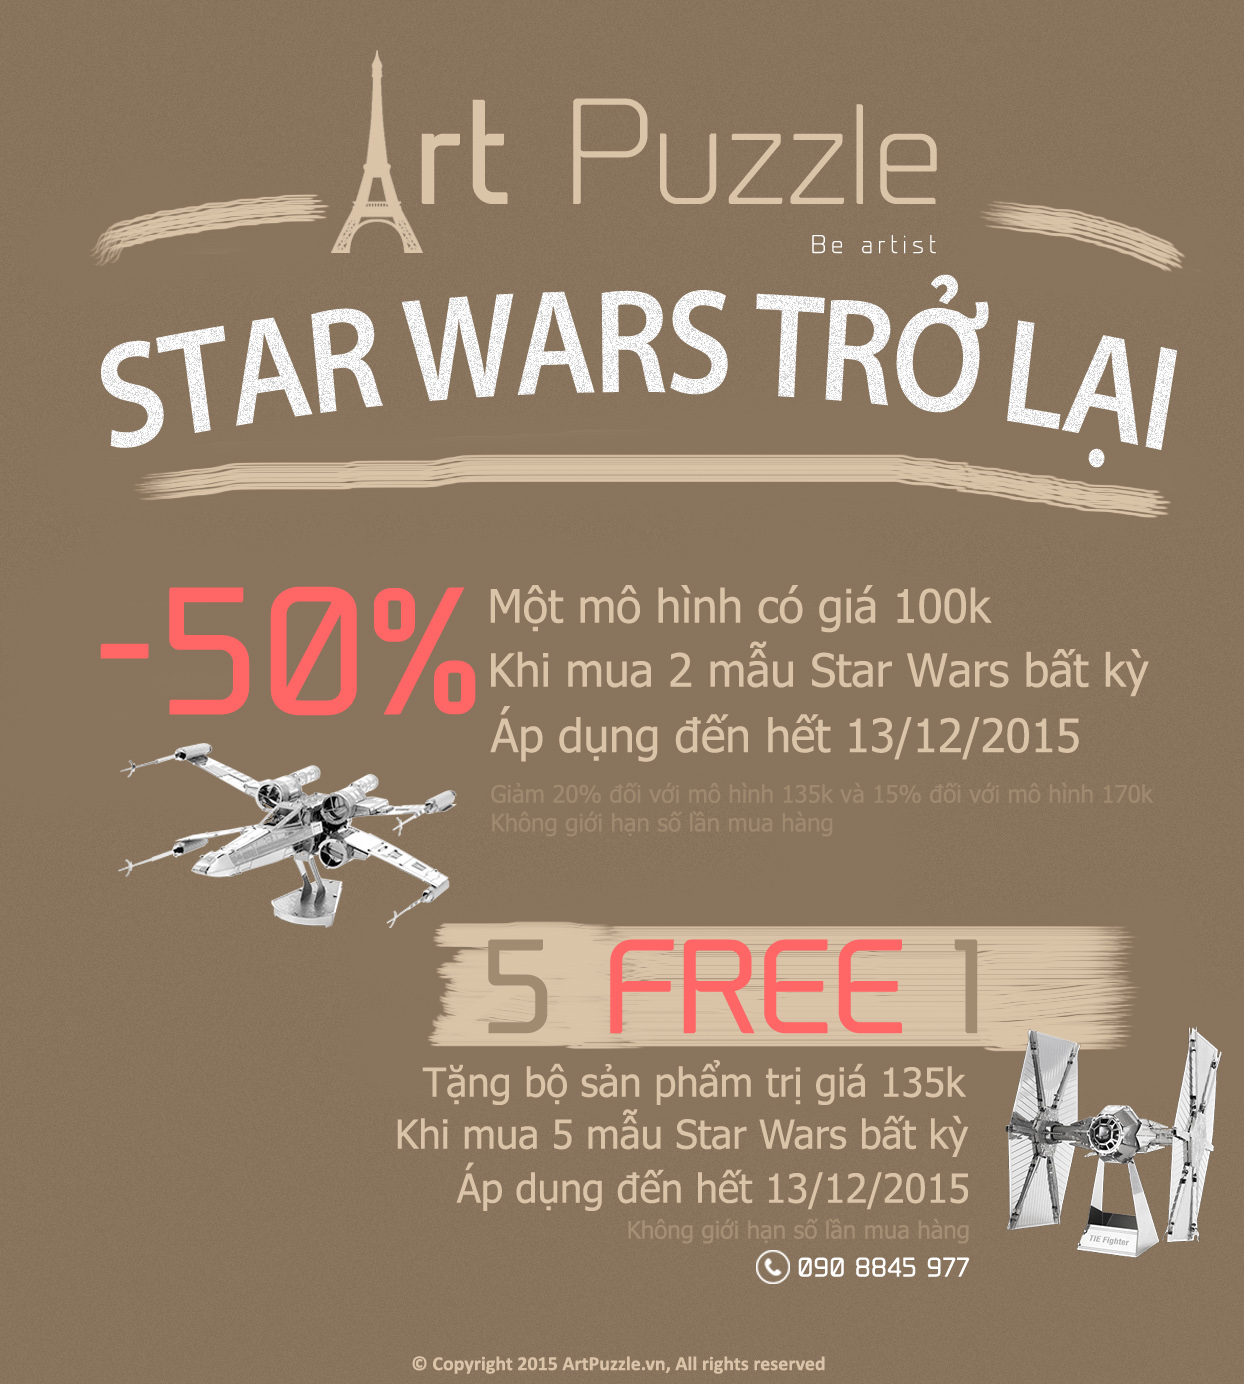 Art Puzzle
Be artist
STAR WARS TRỞ LẠI
-50%
Một mô hình có giá 100k
Khi mua 2 mẫu Star Wars bất kỳ
Áp dụng đến hết 13/12/2015
Giảm 20% đối với mô hình 135k và 15% đối với mô hình 170k
Không giới hạn số lần mua hàng
5 FREE 1
Tặng bộ sản phẩm trị giá 135k
Khi mua 5 mẫu Star Wars bất kỳ
Áp dụng đến hết 13/12/2015
Không giới hạn số lần mua hàng
TIE Fighter
090 8845 977
© Copyright 2015 ArtPuzzle.vn, All rights reserved